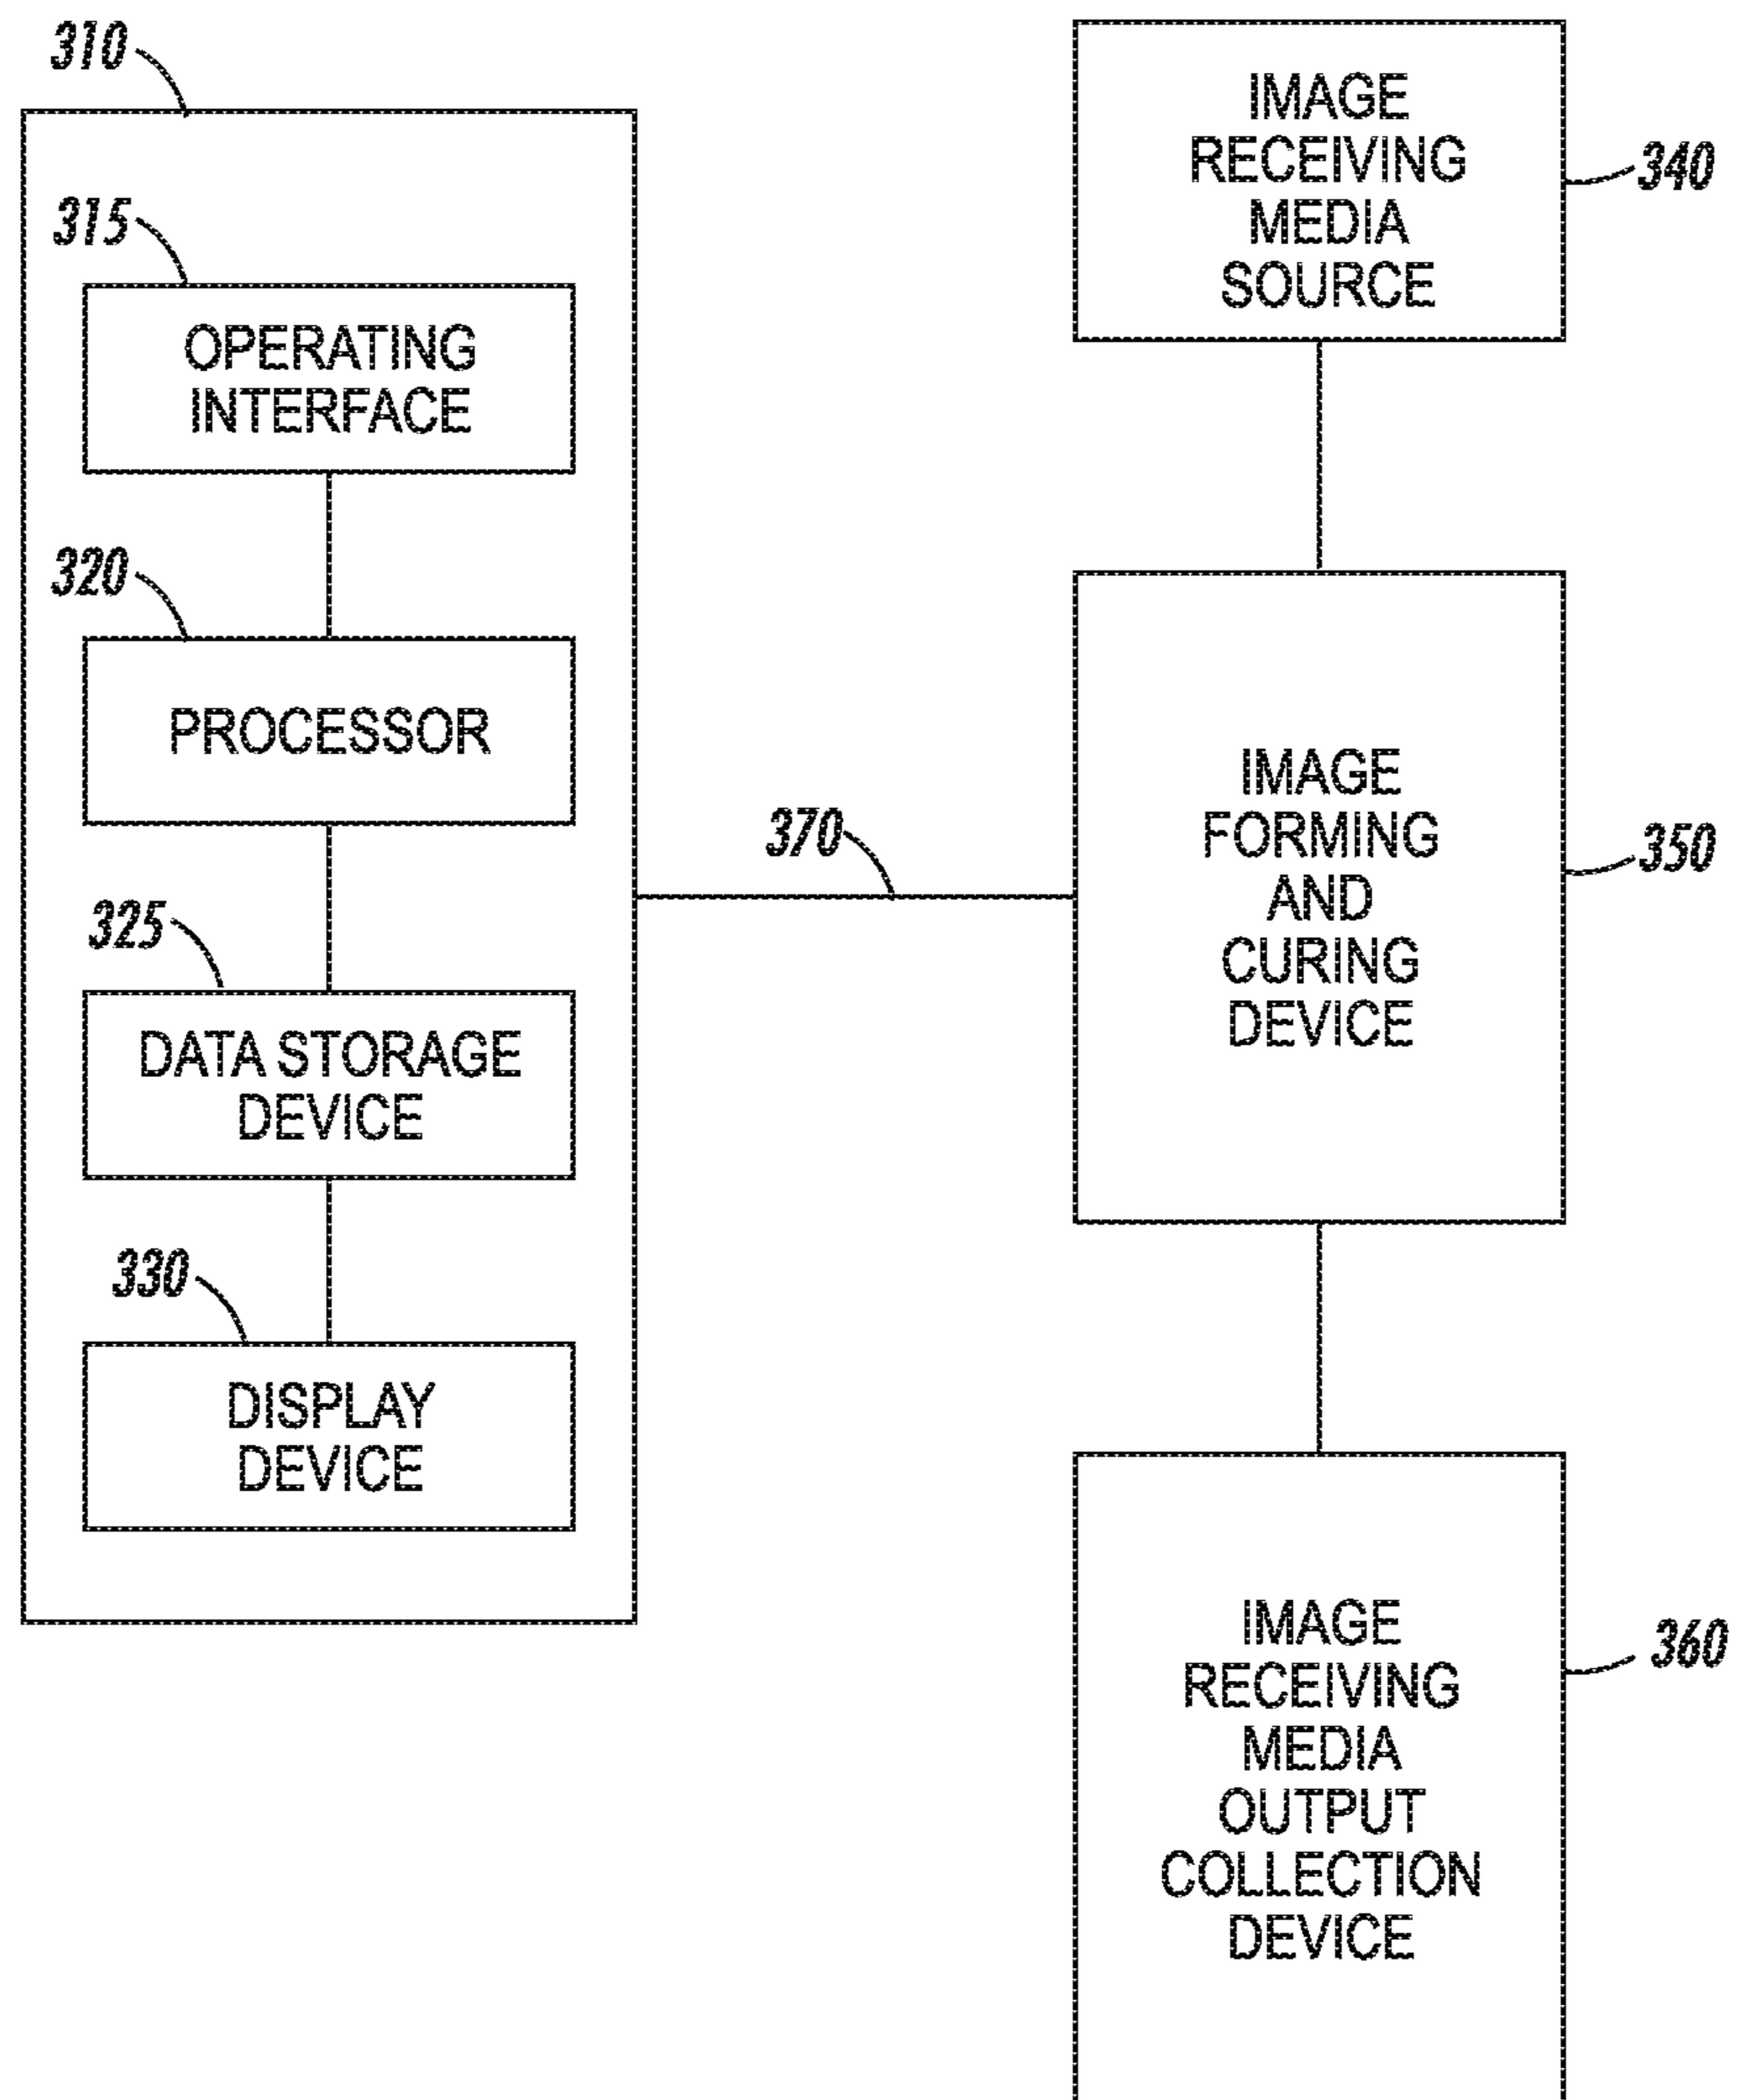 310
315
OPERATING
INTERFACE
320
PROCESSOR
325
DATA STORAGE
DEVICE
330
DISPLAY
DEVICE
370
IMAGE
RECEIVING
MEDIA
SOURCE
340
IMAGE
FORMING
AND
CURING
DEVICE
350
IMAGE
RECEIVING
MEDIA
OUTPUT
COLLECTION
DEVICE
360